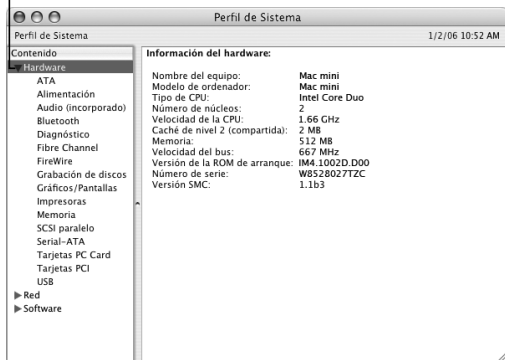 Perfil de Sistema
Perfil de Sistema 1/2/06 10:52 AM
Contenido
Hardware
ATA
Alimentación
Audio (incorporado)
Bluetooth
Diagnóstico
Fibre Channel
FireWire
Grabación de discos
Gráficos/Pantallas
Impresoras
Memoria
SCSI paralelo
Serial-ATA
Tarjetas PC Card
Tarjetas PCI
USB
Red
Software
Información del hardware:
Nombre del equipo: Mac mini
Modelo de ordenador: Mac mini
Tipo de CPU: Intel Core Duo
Número de núcleos: 2
Velocidad de la CPU: 1.66 GHz
Caché de nivel 2 (compartida): 2 MB
Memoria: 512 MB
Velocidad del bus: 667 MHz
Versión de la ROM de arranque: IM4.1002D.D00
Número de serie: W8528027TZC
Versión SMC: 1.1b3